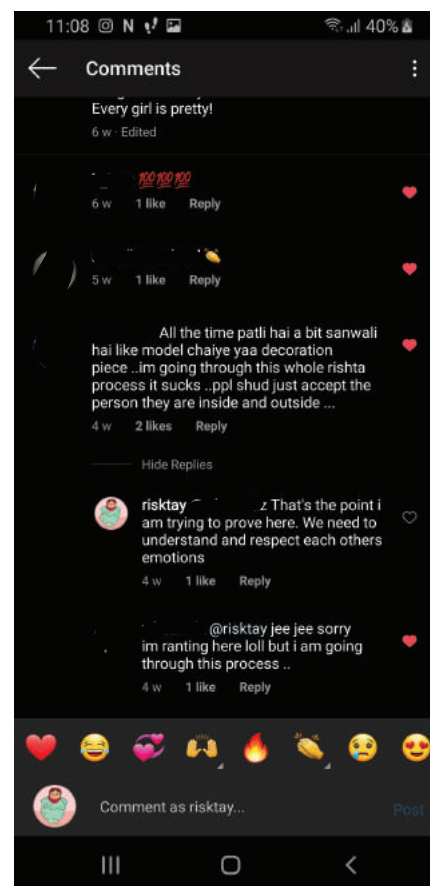 11:08 N 40%
Comments
Every girl is pretty!
6 w · Edited
💯💯💯
6 w 1 like Reply
👏
5 w 1 like Reply
All the time patli hai a bit sanwali
hai like model chaiye yaa decoration
piece ..im going through this whole rishta
process it sucks ..ppl shud just accept the
person they are inside and outside ...
4 w 2 likes Reply
Hide Replies
risktay That's the point i
am trying to prove here. We need to
understand and respect each others
emotions
4 w 1 like Reply
@risktay jee jee sorry
im ranting here loll but i am going
through this process ..
4 w 1 like Reply
❤️ 😂 💞 🙌 🔥 👏 😢 😍
Comment as risktay... Post